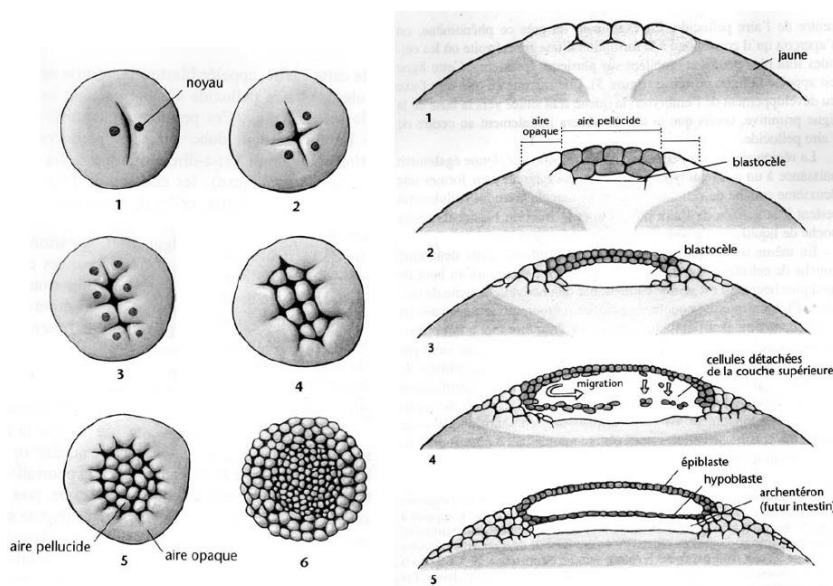 noyau
1
2
3
4
aire pellucide
5
aire opaque
6
jaune
1
aire
opaque
aire pellucide
blastocèle
2
blastocèle
3
migration
cellules détachées
de la couche supérieure
4
épiblaste
hypoblaste
archentéron
(futur intestin)
5